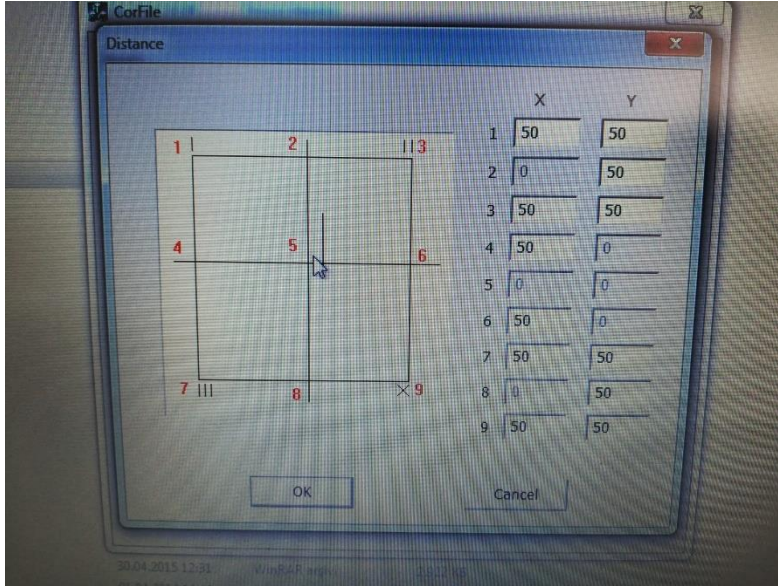 CorFile
Distance
X Y
1 50 50
2 0 50
3 50 50
4 50 0
5 0 0
6 50 0
7 50 50
8 0 50
9 50 50
1 | 2 || 3
4 5 6
7 ||| 8 X 9
OK Cancel
30.04.2015 12:31 WinRAR